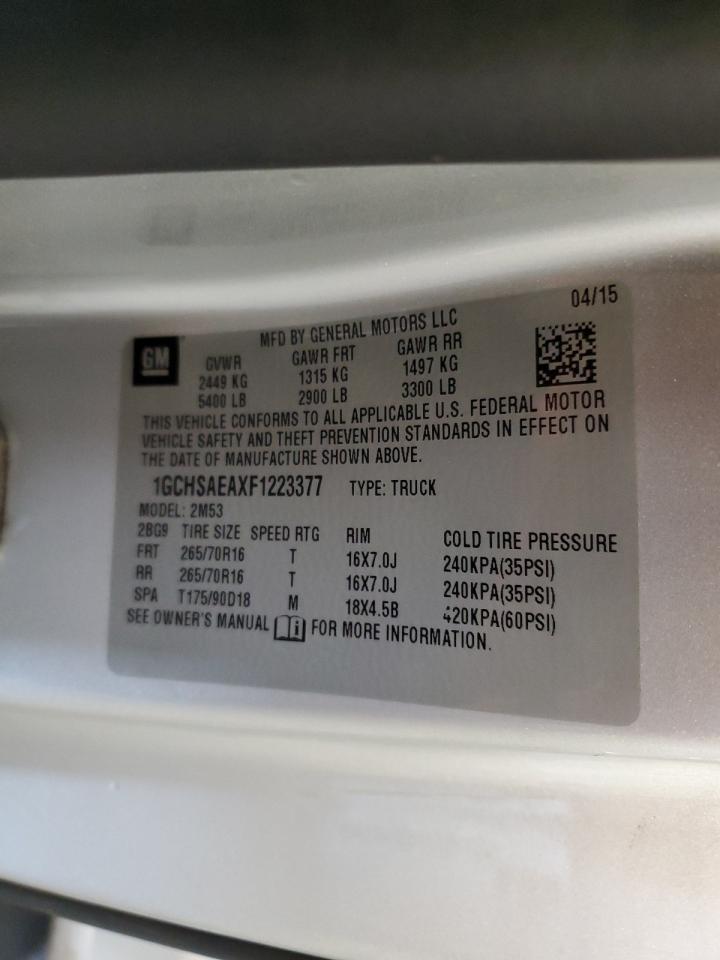 04/15
GM
MFD BY GENERAL MOTORS LLC
GVWR GAWR FRT GAWR RR
2449 KG 1315 KG 1497 KG
5400 LB 2900 LB 3300 LB
THIS VEHICLE CONFORMS TO ALL APPLICABLE U.S. FEDERAL MOTOR
VEHICLE SAFETY AND THEFT PREVENTION STANDARDS IN EFFECT ON
THE DATE OF MANUFACTURE SHOWN ABOVE.
1GCHSAEAXF1223377 TYPE: TRUCK
MODEL: 2M53
2BG9 TIRE SIZE SPEED RTG RIM COLD TIRE PRESSURE
FRT 265/70R16 T 16X7.0J 240KPA(35PSI)
RR 265/70R16 T 16X7.0J 240KPA(35PSI)
SPA T175/90D18 M 18X4.5B 420KPA(60PSI)
SEE OWNER'S MANUAL i FOR MORE INFORMATION.